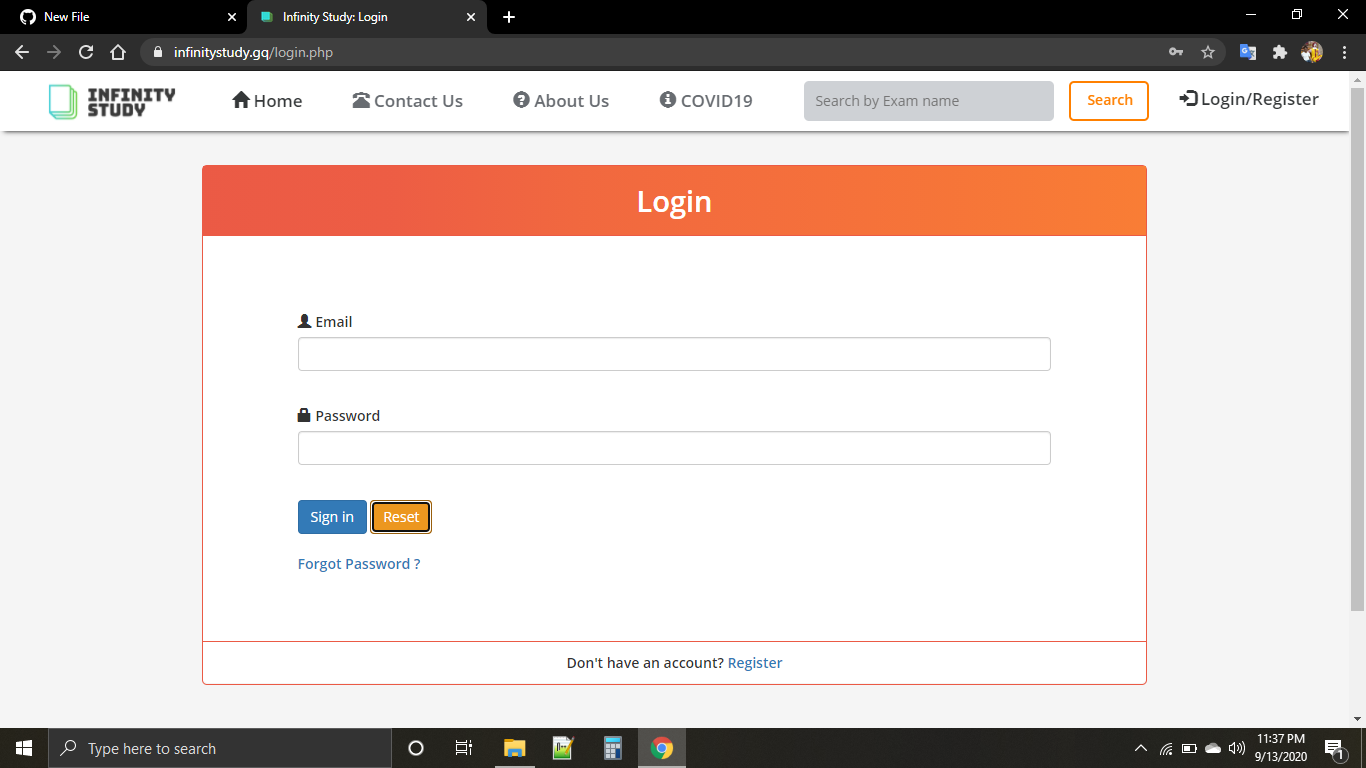 New File
Infinity Study: Login
infinitystudy.gq/login.php
INFINITY
STUDY
Home
Contact Us
About Us
COVID19
Search by Exam name
Search
Login/Register
Login
Email
Password
Sign in
Reset
Forgot Password ?
Don't have an account? Register
Type here to search
11:37 PM
9/13/2020
1